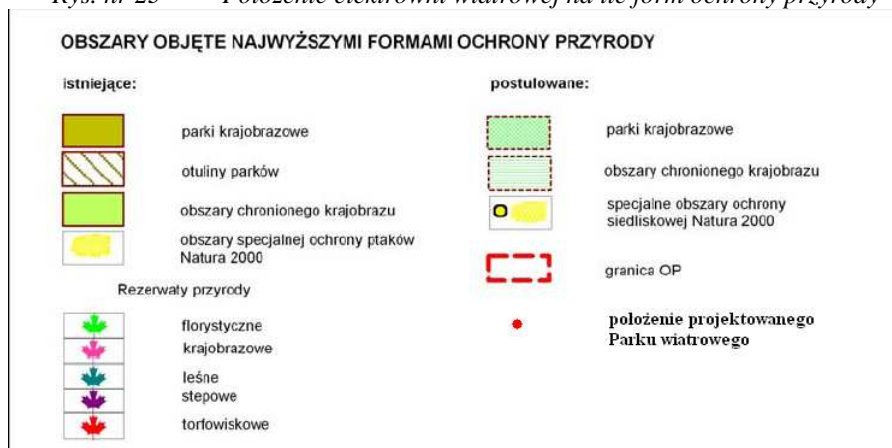 Rys. nr 25 Położenie elektrowni wiatrowej na tle form ochrony przyrody
OBSZARY OBJĘTE NAJWYŻSZYMI FORMAMI OCHRONY PRZYRODY
istniejące:
parki krajobrazowe
otuliny parków
obszary chronionego krajobrazu
obszary specjalnej ochrony ptaków
Natura 2000
Rezerwaty przyrody
florystyczne
krajobrazowe
leśne
stepowe
torfowiskowe
postulowane:
parki krajobrazowe
obszary chronionego krajobrazu
specjalne obszary ochrony
siedliskowej Natura 2000
granica OP
położenie projektowanego
Parku wiatrowego